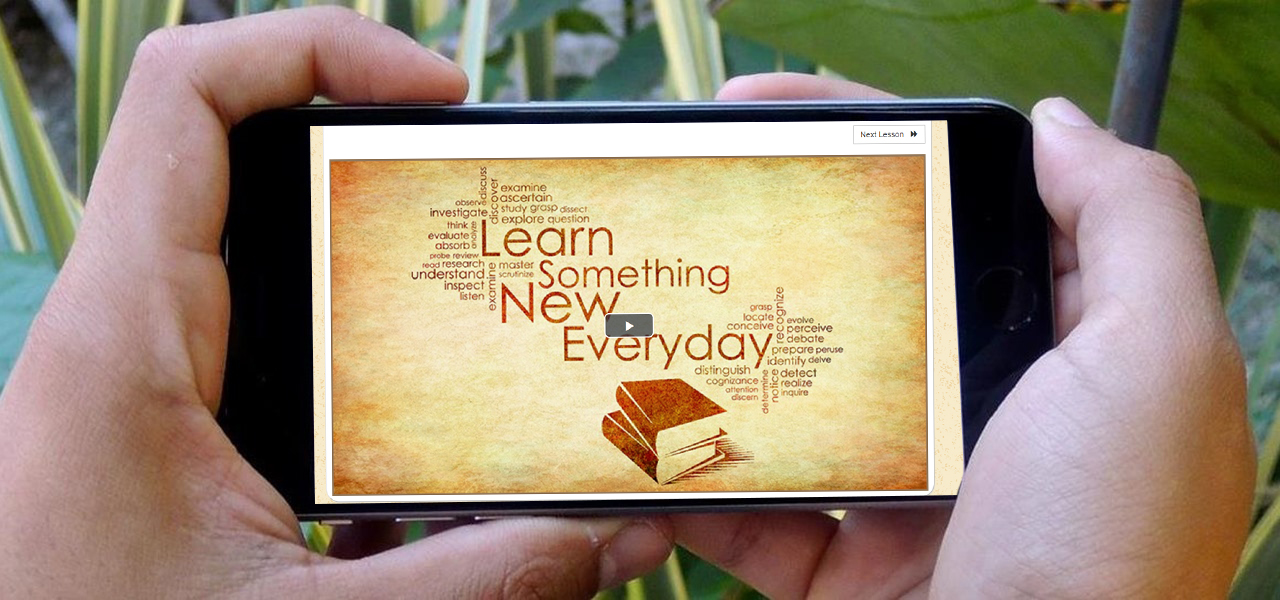 Next Lesson
discuss
discover
examine
ascertain
observe
study grasp dissect
investigate
explore question
think
analyze
evaluate
absorb
Learn
probe review
read research
master
understand
scrutinize
Something
inspect
examine
listen
New
grasp
recognize
locate
evolve
conceive
perceive
Everyday
debate
prepare peruse
identify delve
distinguish
detect
cognizance
notice
realize
attention
determine
inquire
discern